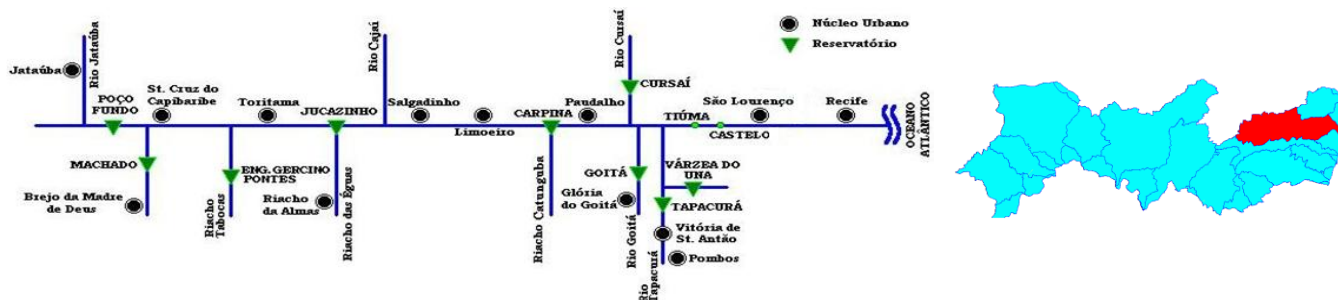 Núcleo Urbano
Reservatório
Rio Jataúba
Jataúba
Rio Cajaí
Rio Cursaí
CURSAÍ
POÇO
FUNDO
St. Cruz do
Capibaribe
Toritama
JUCAZINHO
Salgadinho
Limoeiro
CARPINA
Paudalho
TIÚMA
CASTELO
São Lourenço
Recife
OCEANO
ATLÂNTICO
MACHADO
Brejo da Madre
de Deus
ENG. GERCINO
PONTES
Riacho
Tabocas
Riacho
da Almas
Riacho das Éguas
Riacho Catunguba
GOITÁ
Glória
do Goitá
Rio Goitá
VÁRZEA DO
UNA
TAPACURÁ
Vitória de
St. Antão
Pombos
Rio
Tapacurá